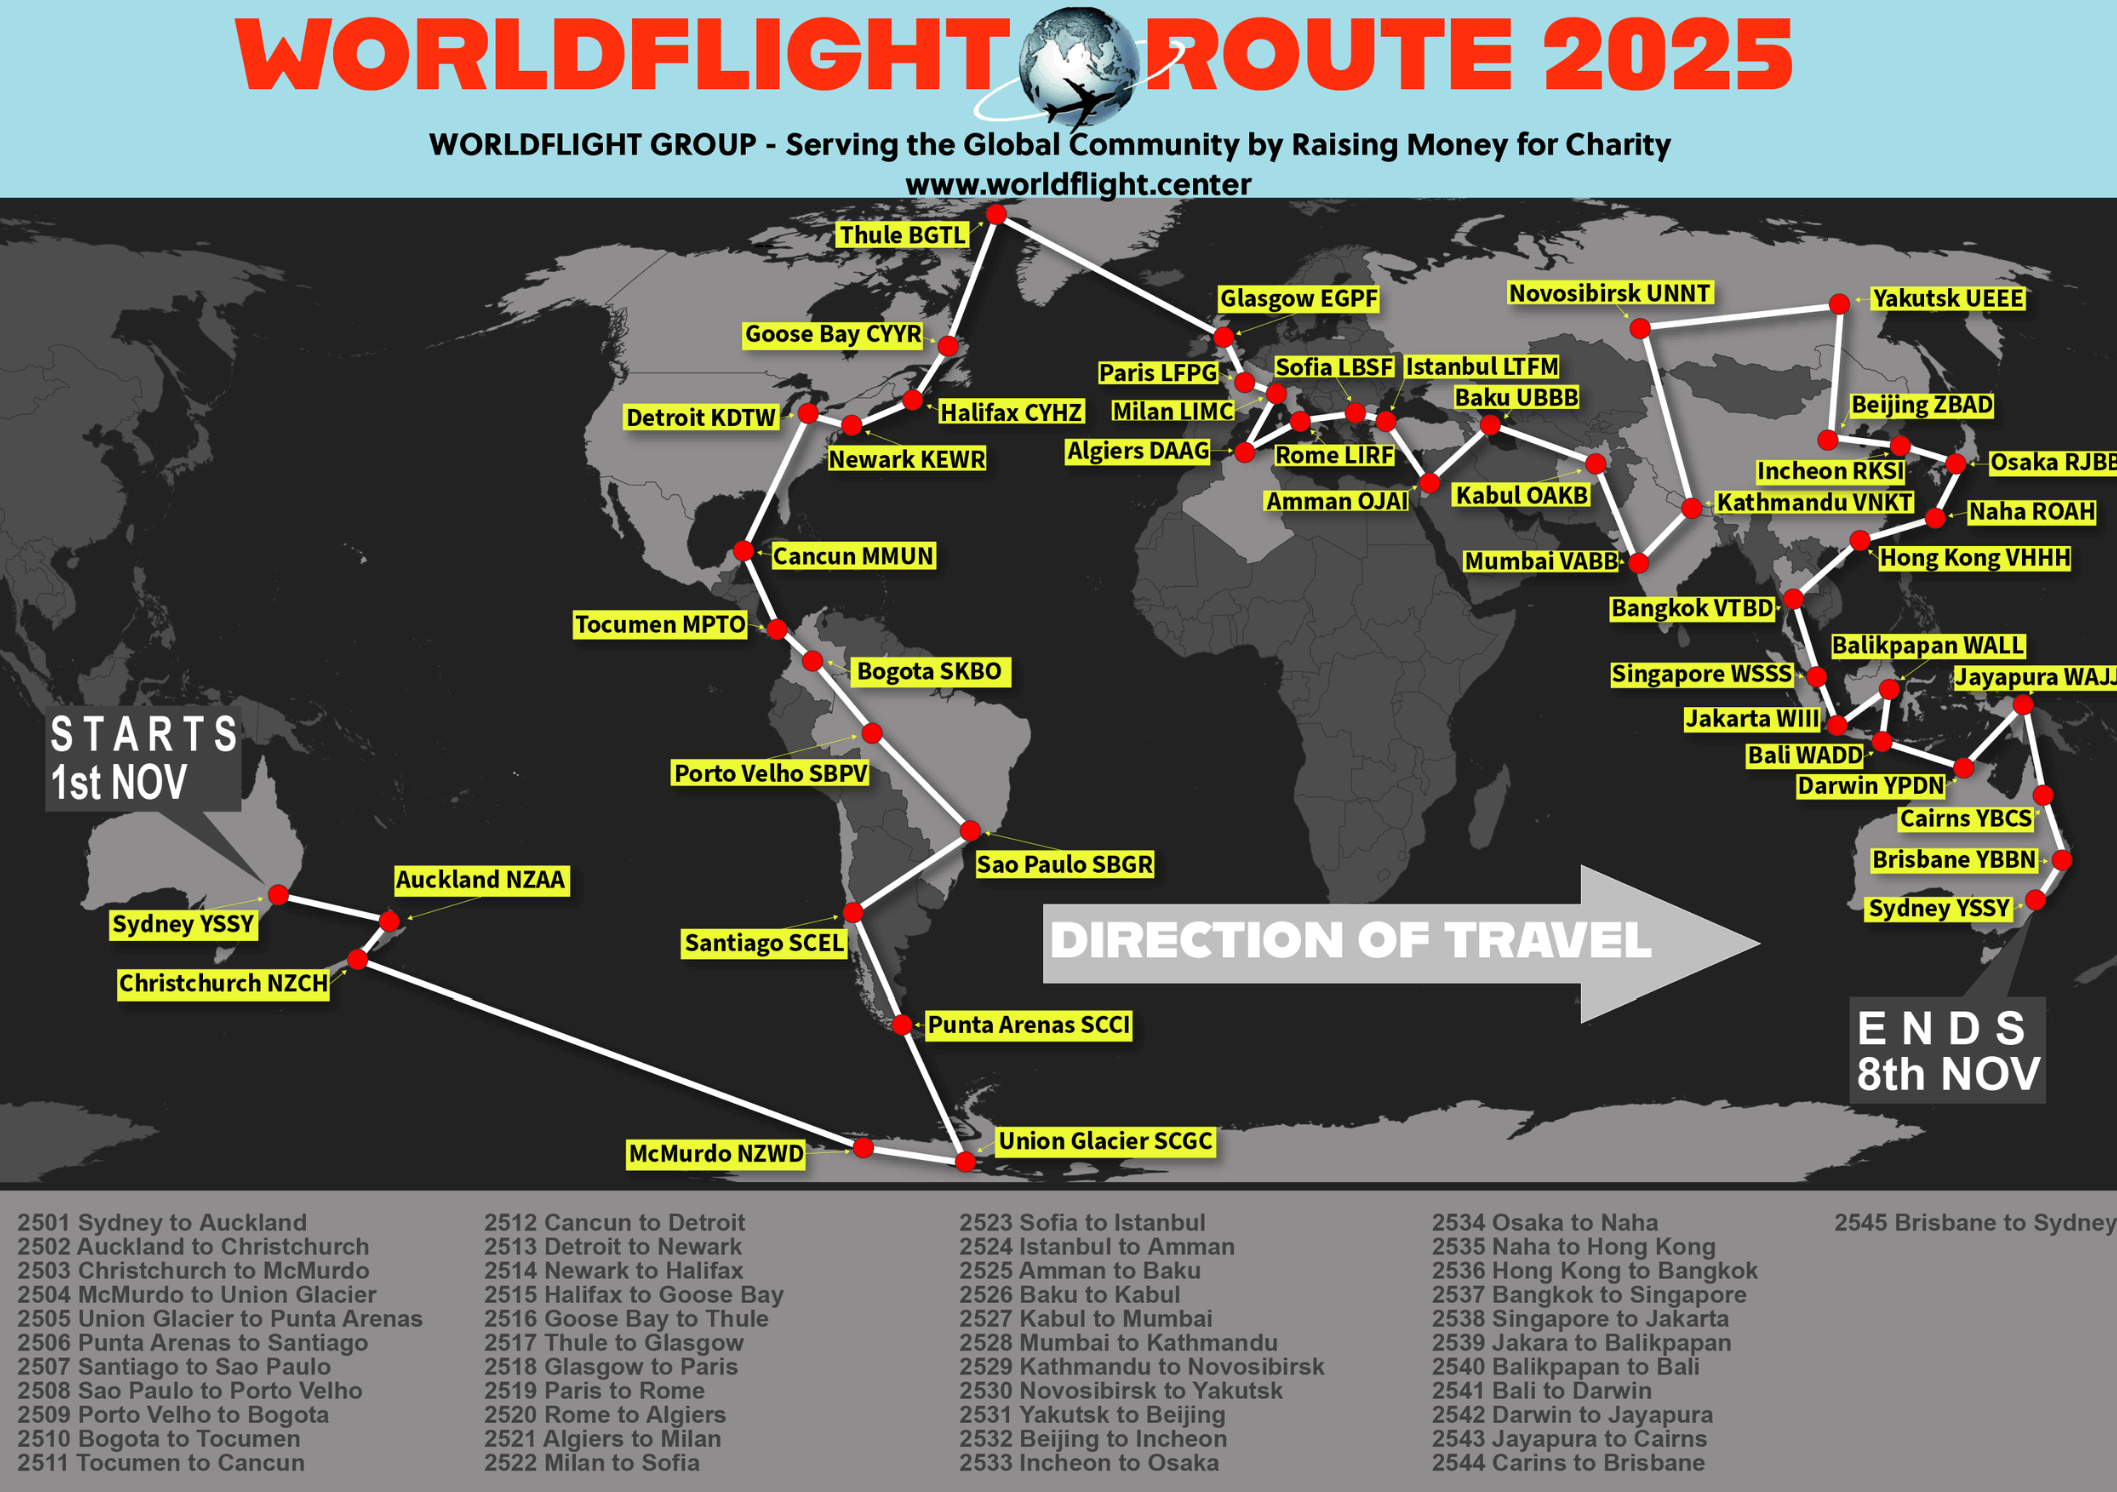 WORLDFLIGHT ROUTE 2025
WORLDFLIGHT GROUP - Serving the Global Community by Raising Money for Charity
www.worldflight.center
Thule BGTL
Glasgow EGPF
Novosibirsk UNNT
Yakutsk UEEE
Goose Bay CYYR
Paris LFPG
Sofia LBSF
Istanbul LTFM
Baku UBBB
Milan LIMC
Detroit KDTW
Halifax CYHZ
Beijing ZBAD
Newark KEWR
Algiers DAAG
Rome LIRF
Incheon RKSI
Osaka RJBB
Amman OJAI
Kabul OAKB
Kathmandu VNKT
Naha ROAH
Cancun MMUN
Mumbai VABB
Hong Kong VHHH
Tocumen MPTO
Bangkok VTBD
Balikpapan WALL
Bogota SKBO
Singapore WSSS
Jayapura WAJJ
STARTS
1st NOV
Jakarta WIII
Bali WADD
Porto Velho SBPV
Darwin YPDN
Cairns YBCS
Sao Paulo SBGR
Brisbane YBBN
Auckland NZAA
Sydney YSSY
Sydney YSSY
Santiago SCEL
DIRECTION OF TRAVEL
Christchurch NZCH
Punta Arenas SCCI
ENDS
8th NOV
McMurdo NZWD
Union Glacier SCGC
2501 Sydney to Auckland
2502 Auckland to Christchurch
2503 Christchurch to McMurdo
2504 McMurdo to Union Glacier
2505 Union Glacier to Punta Arenas
2506 Punta Arenas to Santiago
2507 Santiago to Sao Paulo
2508 Sao Paulo to Porto Velho
2509 Porto Velho to Bogota
2510 Bogota to Tocumen
2511 Tocumen to Cancun
2512 Cancun to Detroit
2513 Detroit to Newark
2514 Newark to Halifax
2515 Halifax to Goose Bay
2516 Goose Bay to Thule
2517 Thule to Glasgow
2518 Glasgow to Paris
2519 Paris to Rome
2520 Rome to Algiers
2521 Algiers to Milan
2522 Milan to Sofia
2523 Sofia to Istanbul
2524 Istanbul to Amman
2525 Amman to Baku
2526 Baku to Kabul
2527 Kabul to Mumbai
2528 Mumbai to Kathmandu
2529 Kathmandu to Novosibirsk
2530 Novosibirsk to Yakutsk
2531 Yakutsk to Beijing
2532 Beijing to Incheon
2533 Incheon to Osaka
2534 Osaka to Naha
2535 Naha to Hong Kong
2536 Hong Kong to Bangkok
2537 Bangkok to Singapore
2538 Singapore to Jakarta
2539 Jakara to Balikpapan
2540 Balikpapan to Bali
2541 Bali to Darwin
2542 Darwin to Jayapura
2543 Jayapura to Cairns
2544 Carins to Brisbane
2545 Brisbane to Sydney